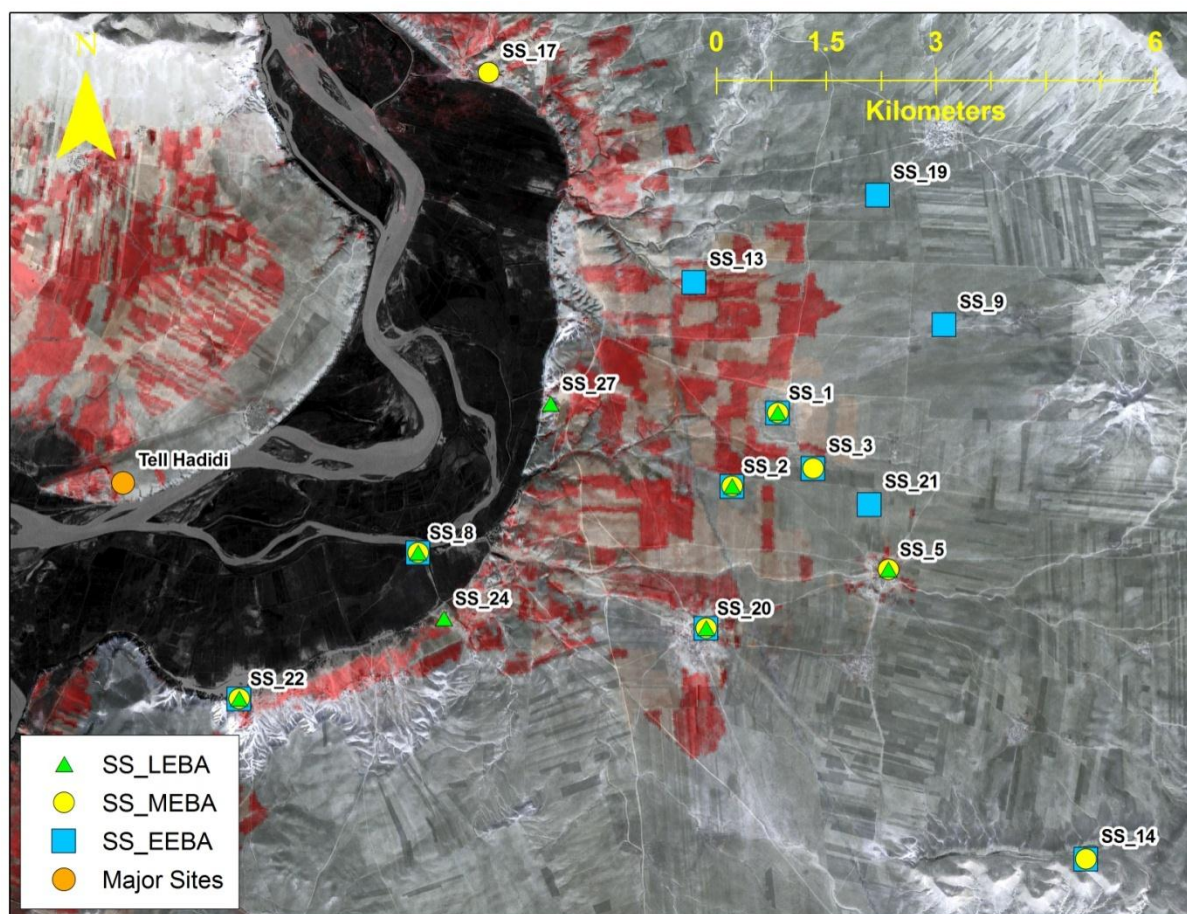 N
SS_17
0 1.5 3 6
Kilometers
SS_19
SS_13
SS_9
SS_27
SS_1
SS_3
Tell Hadidi
SS_2
SS_21
SS_8
SS_5
SS_24
SS_20
SS_22
SS_LEBA
SS_MEBA
SS_EEBA
Major Sites
SS_14